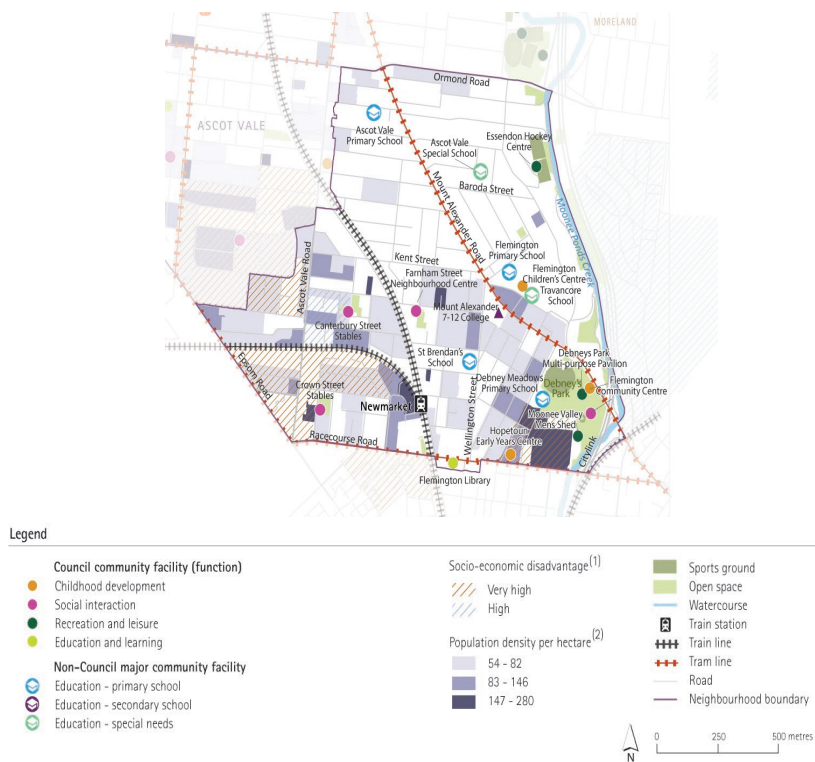 MORELAND
Ormond Road
ASCOT VALE
Ascot Vale
Primary School
Ascot Vale
Special School
Essendon Hockey
Centre
Baroda Street
Mount Alexander Road
Moonee Ponds Creek
Ascot Vale Road
Kent Street
Farnham Street
Neighbourhood Centre
Flemington
Primary School
Flemington
Children's Centre
Travancore
School
Mount Alexander
7-12 College
Canterbury Street
Stables
St Brendan's
School
Debneys Park
Multi-purpose Pavilion
Debney Meadows
Primary School
Debney's
Park
Flemington
Community Centre
Epsom Road
Crown Street
Stables
Newmarket
Wellington Street
Moonee Valley
Mens Shed
Hopetoun
Early Years Centre
Citylink
Racecourse Road
Flemington Library
Legend
Council community facility (function)
Childhood development
Social interaction
Recreation and leisure
Education and learning
Non-Council major community facility
Education - primary school
Education - secondary school
Education - special needs
Socio-economic disadvantage(1)
Very high
High
Population density per hectare(2)
54 - 82
83 - 146
147 - 280
Sports ground
Open space
Watercourse
Train station
Train line
Tram line
Road
Neighbourhood boundary
N
0 250 500 metres